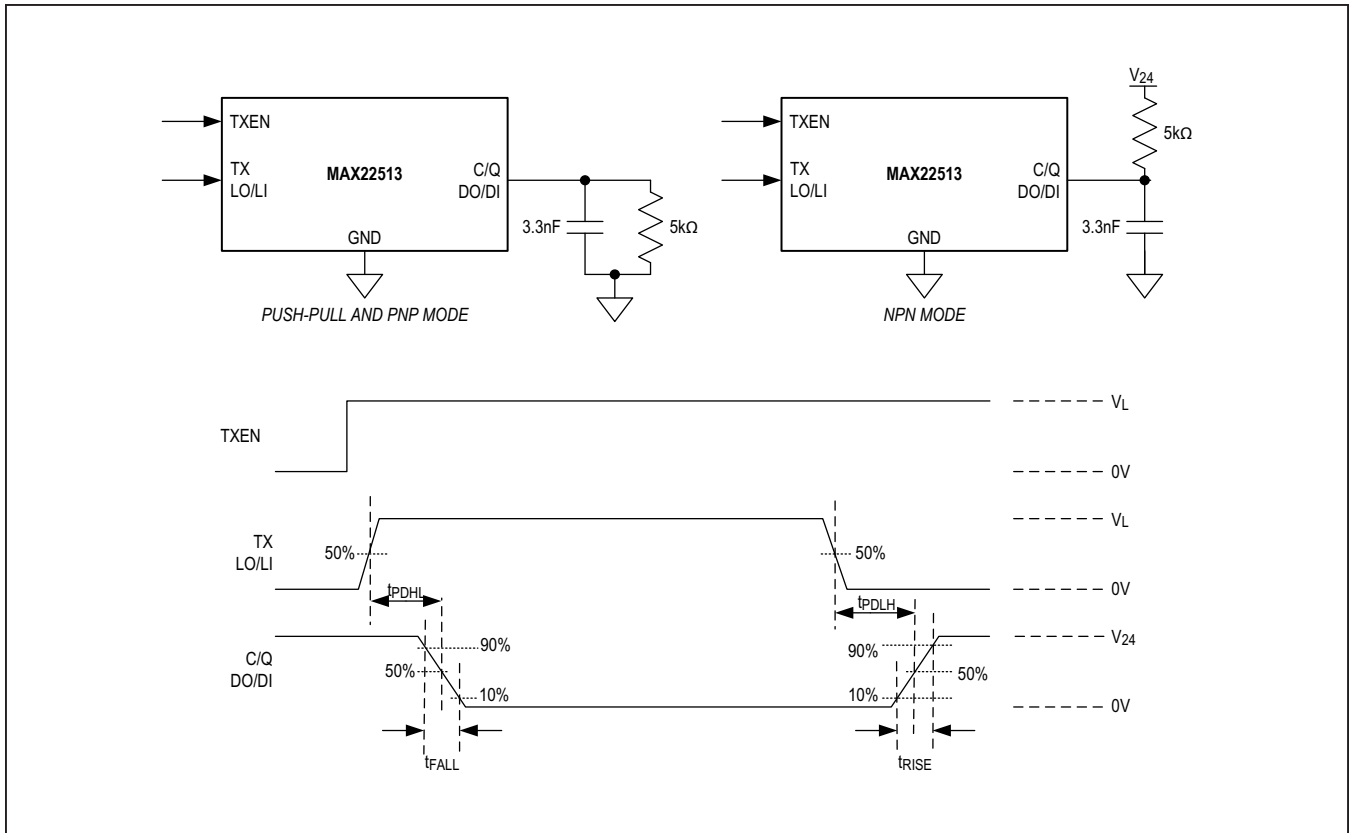 V24
TXEN
TX
LO/LI
MAX22513
C/Q
DO/DI
GND
3.3nF
5kΩ
PUSH-PULL AND PNP MODE
TXEN
TX
LO/LI
MAX22513
C/Q
DO/DI
GND
5kΩ
3.3nF
NPN MODE
TXEN
VL
0V
TX
LO/LI
50%
50%
VL
0V
tPDHL
tPDLH
C/Q
DO/DI
90%
50%
10%
90%
50%
10%
V24
0V
tFALL
tRISE